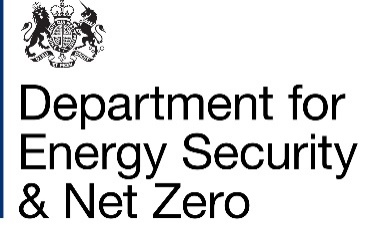 Department for
Energy Security
& Net Zero